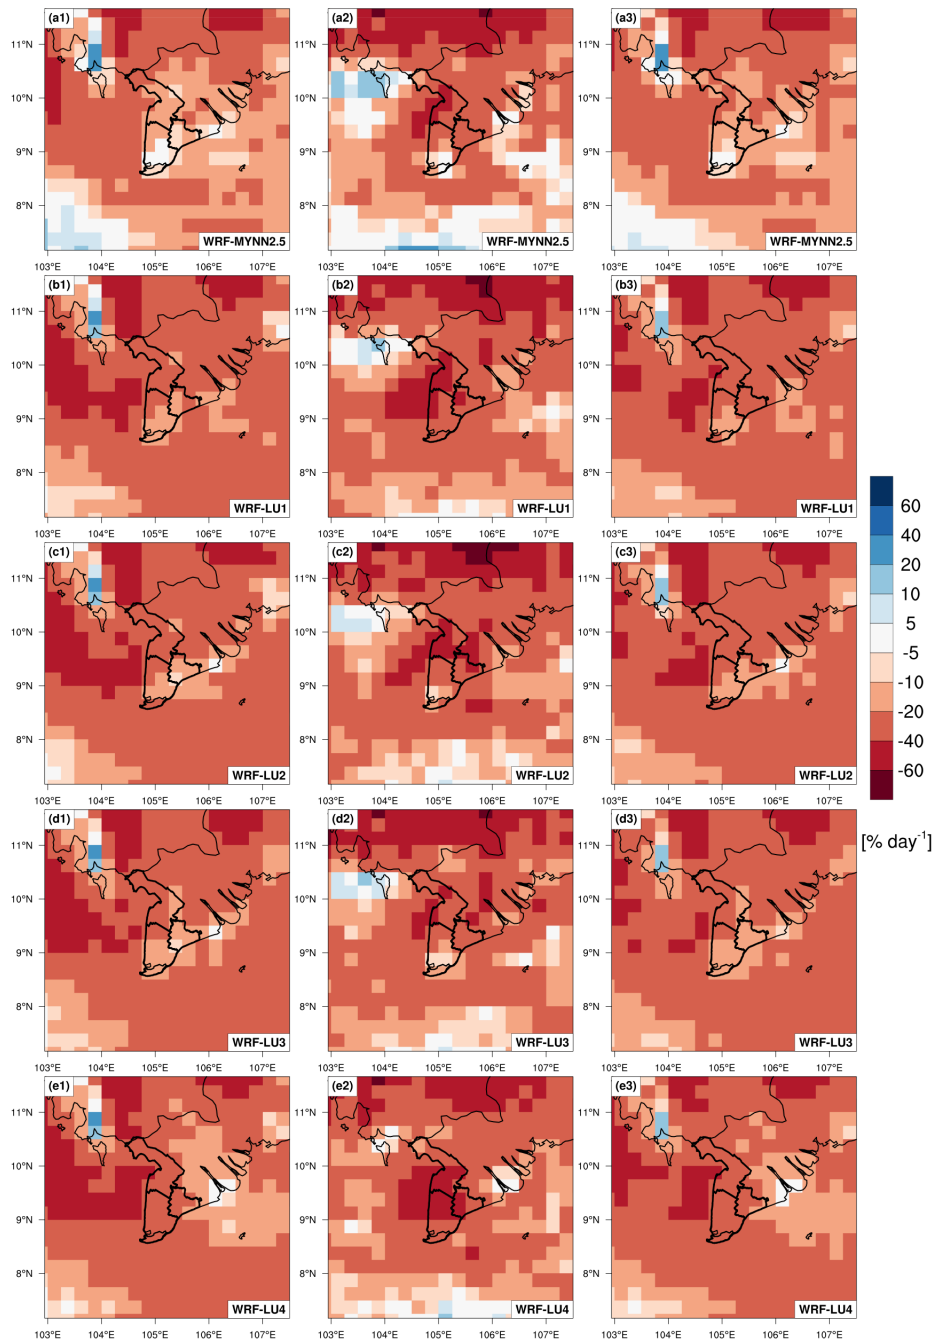 (a1) (a2) (a3)
11°N 11°N 11°N
10°N 10°N 10°N
9°N 9°N 9°N
8°N 8°N 8°N
WRF-MYNN2.5 WRF-MYNN2.5 WRF-MYNN2.5
103°E 104°E 105°E 106°E 107°E 103°E 104°E 105°E 106°E 107°E 103°E 104°E 105°E 106°E 107°E
(b1) (b2) (b3)
11°N 11°N 11°N
10°N 10°N 10°N
9°N 9°N 9°N
8°N 8°N 8°N
WRF-LU1 WRF-LU1 WRF-LU1
103°E 104°E 105°E 106°E 107°E 103°E 104°E 105°E 106°E 107°E 103°E 104°E 105°E 106°E 107°E
(c1) (c2) (c3)
11°N 11°N 11°N
10°N 10°N 10°N
9°N 9°N 9°N
8°N 8°N 8°N
WRF-LU2 WRF-LU2 WRF-LU2
103°E 104°E 105°E 106°E 107°E 103°E 104°E 105°E 106°E 107°E 103°E 104°E 105°E 106°E 107°E
(d1) (d2) (d3)
11°N 11°N 11°N
10°N 10°N 10°N
9°N 9°N 9°N
8°N 8°N 8°N
WRF-LU3 WRF-LU3 WRF-LU3
103°E 104°E 105°E 106°E 107°E 103°E 104°E 105°E 106°E 107°E 103°E 104°E 105°E 106°E 107°E
(e1) (e2) (e3)
11°N 11°N 11°N
10°N 10°N 10°N
9°N 9°N 9°N
8°N 8°N 8°N
WRF-LU4 WRF-LU4 WRF-LU4
103°E 104°E 105°E 106°E 107°E 103°E 104°E 105°E 106°E 107°E 103°E 104°E 105°E 106°E 107°E
60
40
20
10
5
-5
-10
-20
-40
-60
[% day⁻¹]